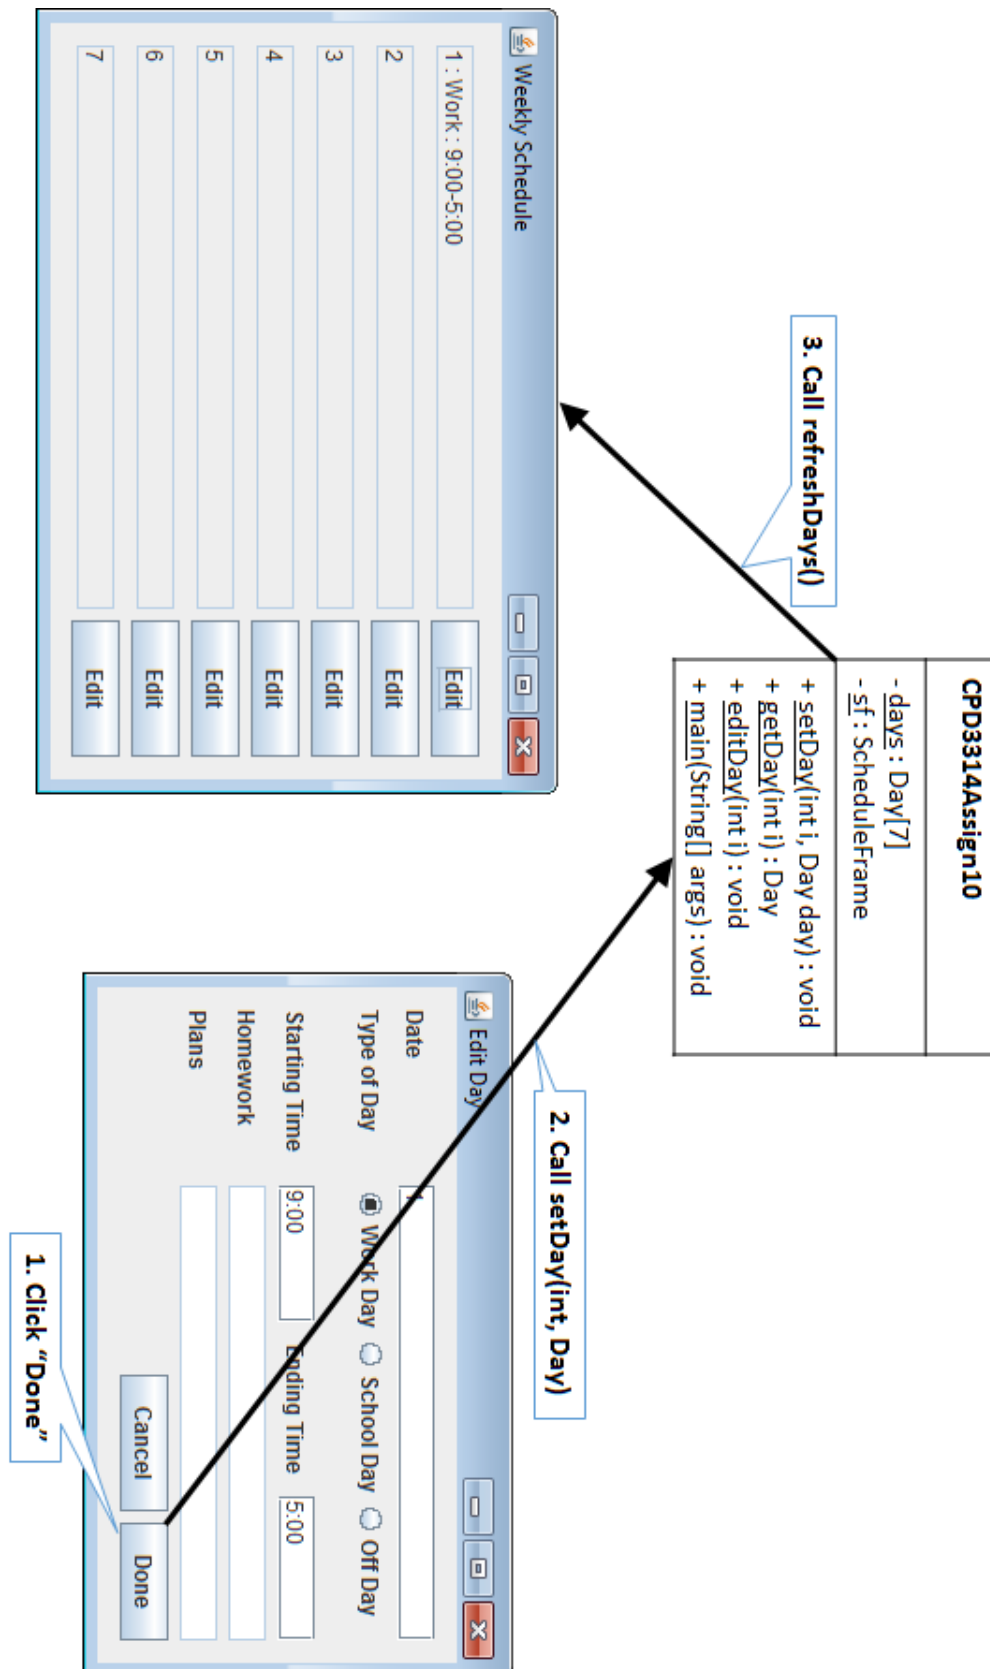 CPD3314Assign10
- days : Day[7]
- sf : ScheduleFrame
+ setDay(int i, Day day) : void
+ getDay(int i) : Day
+ editDay(int i) : void
+ main(String[] args) : void
3. Call refreshDays()
2. Call setDay(int, Day)
Weekly Schedule
1 : Work : 9:00-5:00 Edit
2 Edit
3 Edit
4 Edit
5 Edit
6 Edit
7 Edit
Edit Day
Date
Type of Day Work Day School Day Off Day
Starting Time 9:00 Ending Time 5:00
Homework
Plans
Cancel Done
1. Click “Done”